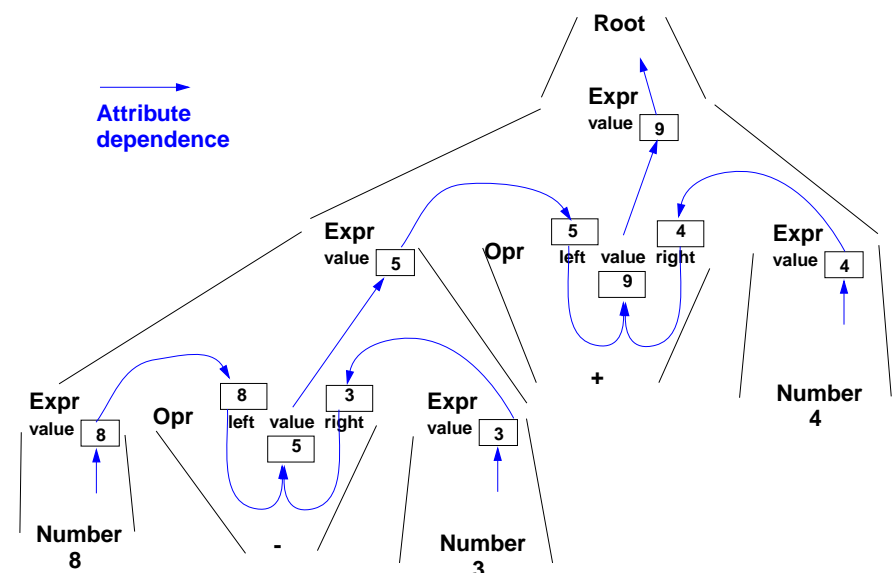 Root
Attribute
dependence
Expr
value 9
Expr
value 5
Opr
5
left
value
9
4
right
Expr
value 4
+
Number
4
Expr
value 8
Opr
8
left
value
5
3
right
Expr
value 3
Number
8
-
Number
3